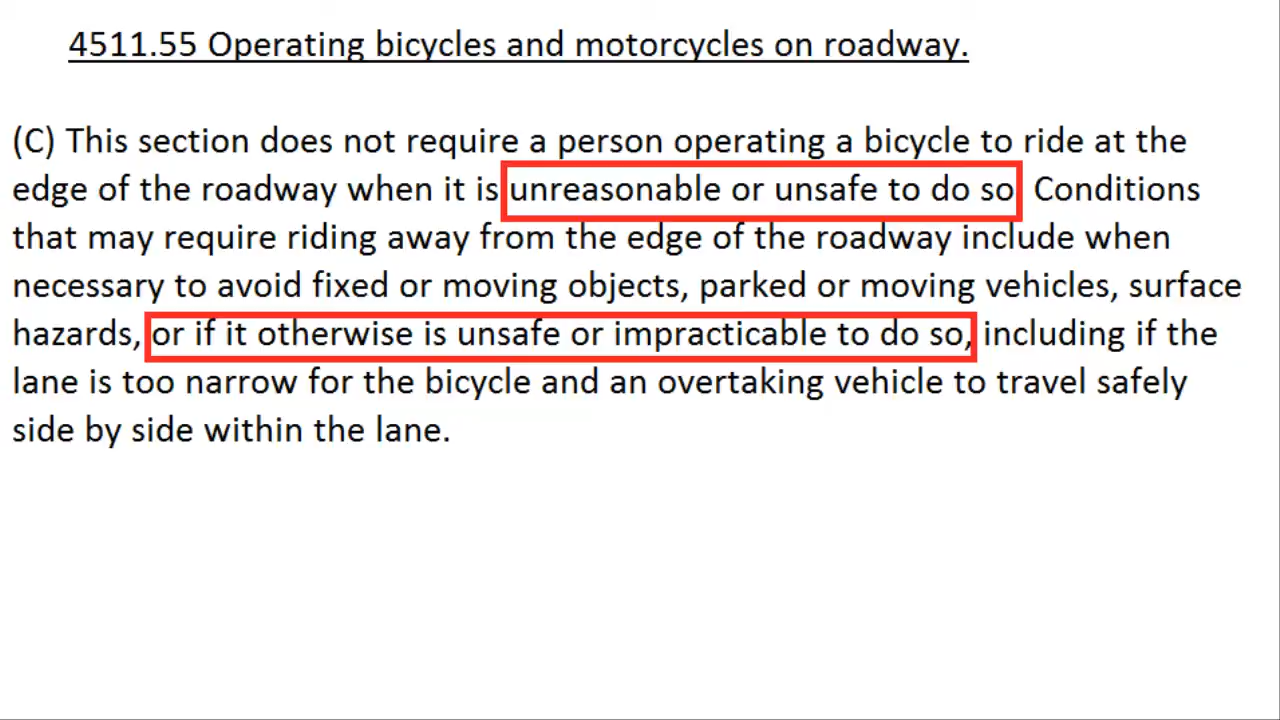 4511.55 Operating bicycles and motorcycles on roadway.
(C) This section does not require a person operating a bicycle to ride at the
edge of the roadway when it is unreasonable or unsafe to do so. Conditions
that may require riding away from the edge of the roadway include when
necessary to avoid fixed or moving objects, parked or moving vehicles, surface
hazards, or if it otherwise is unsafe or impracticable to do so, including if the
lane is too narrow for the bicycle and an overtaking vehicle to travel safely
side by side within the lane.